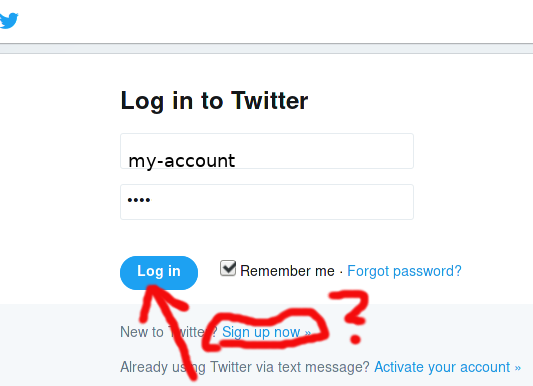 Log in to Twitter
my-account
••••
Log in Remember me · Forgot password?
New to Twitter? Sign up now » ?
Already using Twitter via text message? Activate your account »